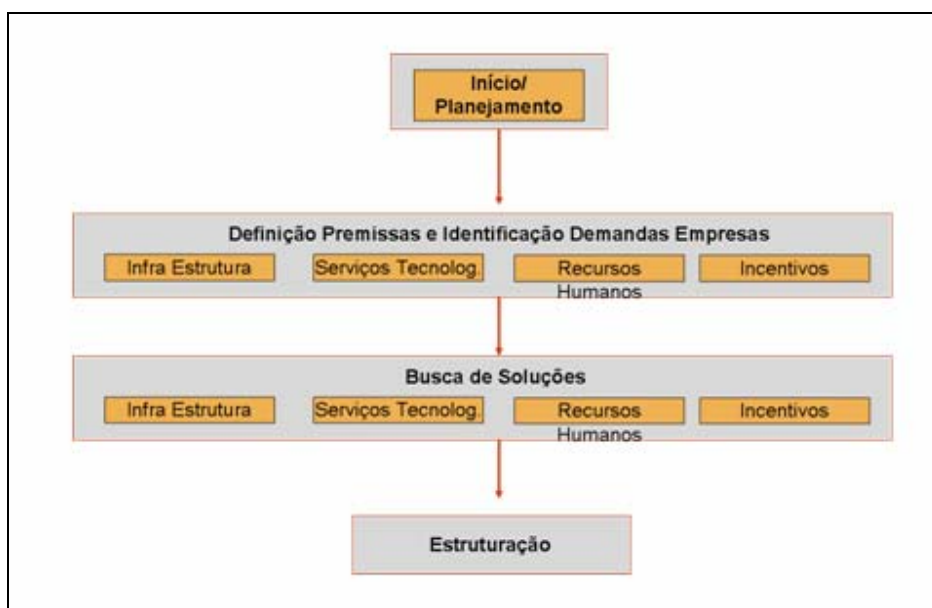 Início/
Planejamento
Definição Premissas e Identificação Demandas Empresas
Infra Estrutura
Serviços Tecnolog.
Recursos
Humanos
Incentivos
Busca de Soluções
Infra Estrutura
Serviços Tecnolog.
Recursos
Humanos
Incentivos
Estruturação